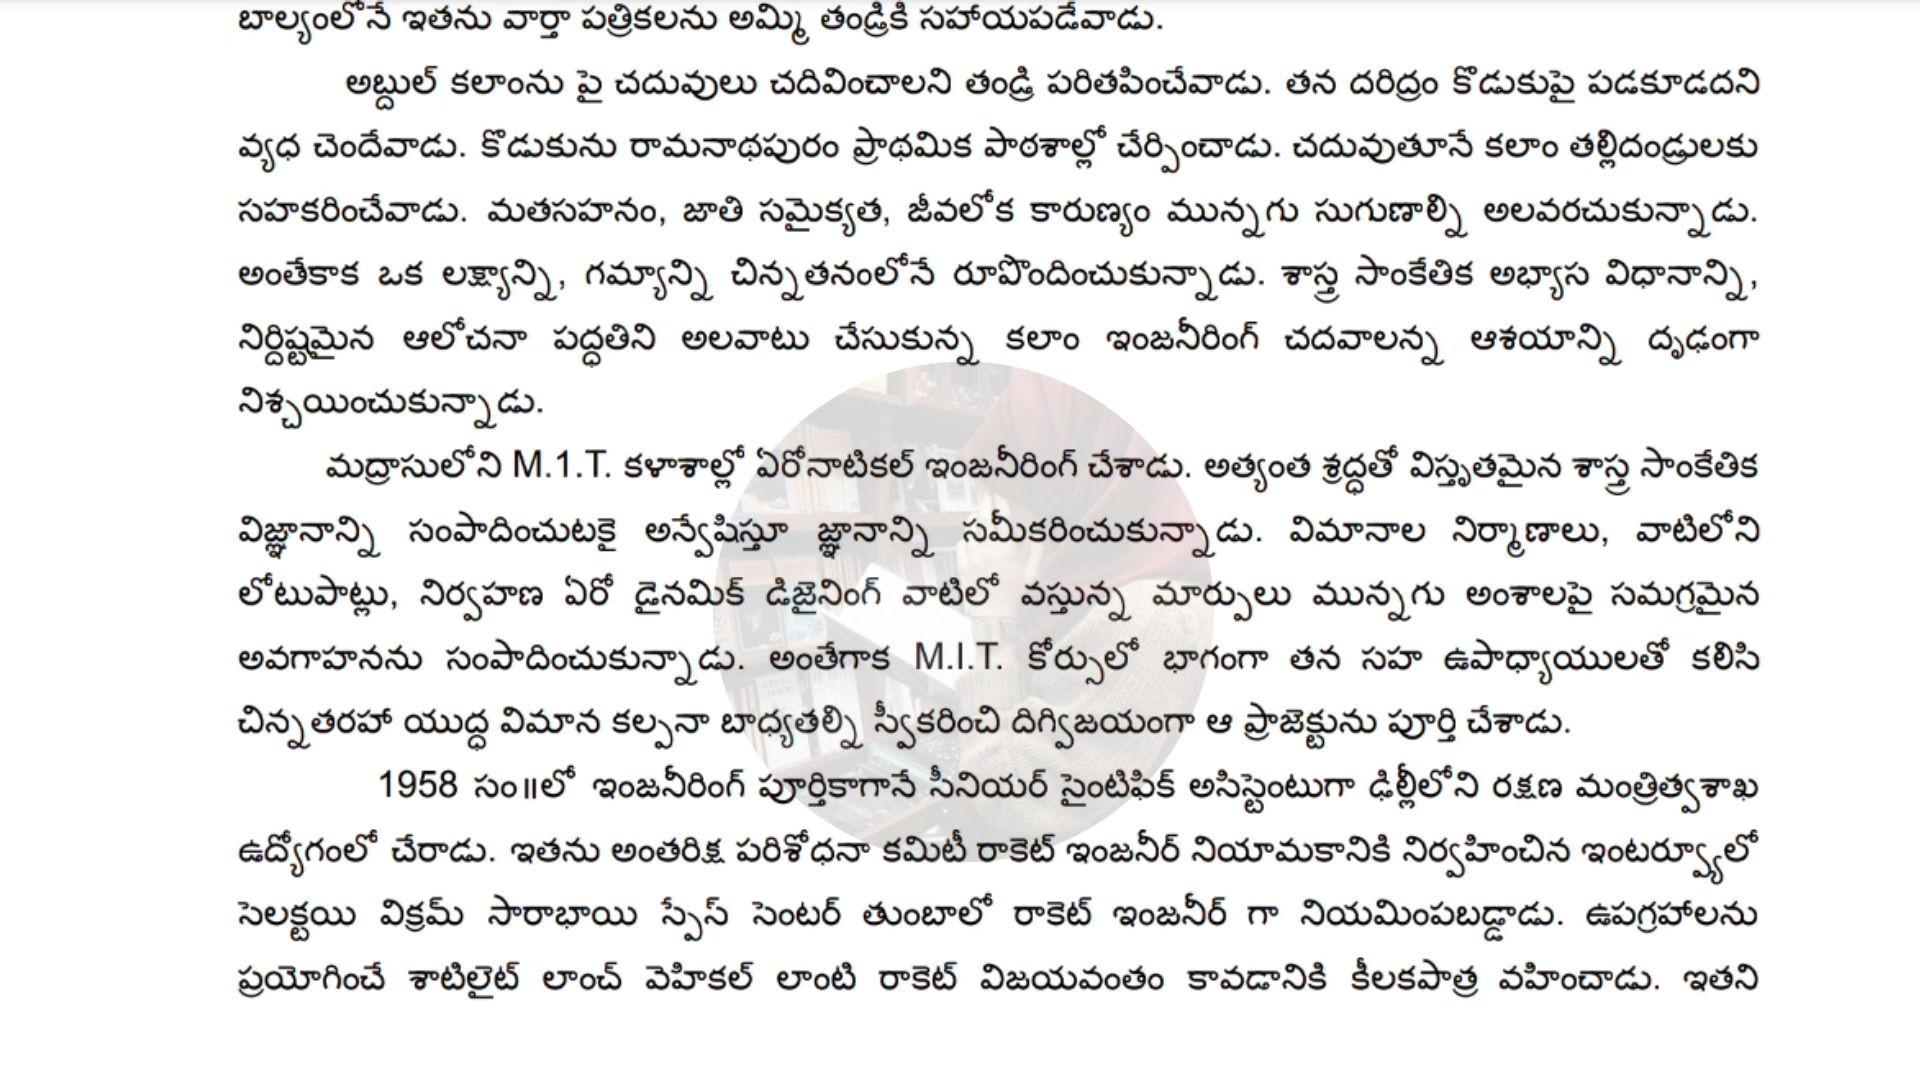 బాల్యంలోనే ఇతను వార్తా పత్రికలను అమ్మి తండ్రికి సహాయపడేవాడు.
అబ్దుల్ కలాంను పై చదువులు చదివించాలని తండ్రి పరితపించేవాడు. తన దరిద్రం కొడుకుపై పడకూడదని
వ్యధ చెందేవాడు. కొడుకును రామనాథపురం ప్రాథమిక పాఠశాల్లో చేర్పించాడు. చదువుతూనే కలాం తల్లిదండ్రులకు
సహకరించేవాడు. మతసహనం, జాతి సమైక్యత, జీవలోక కారుణ్యం మున్నగు సుగుణాల్ని అలవరచుకున్నాడు.
అంతేకాక ఒక లక్ష్యాన్ని, గమ్యాన్ని చిన్నతనంలోనే రూపొందించుకున్నాడు. శాస్త్ర సాంకేతిక అభ్యాస విధానాన్ని,
నిర్దిష్టమైన ఆలోచనా పద్ధతిని అలవాటు చేసుకున్న కలాం ఇంజనీరింగ్ చదవాలన్న ఆశయాన్ని దృఢంగా
నిశ్చయించుకున్నాడు.
మద్రాసులోని M.1.T. కళాశాల్లో ఏరోనాటికల్ ఇంజనీరింగ్ చేశాడు. అత్యంత శ్రద్ధతో విస్తృతమైన శాస్త్ర సాంకేతిక
విజ్ఞానాన్ని సంపాదించుటకై అన్వేషిస్తూ జ్ఞానాన్ని సమీకరించుకున్నాడు. విమానాల నిర్మాణాలు, వాటిలోని
లోటుపాట్లు, నిర్వహణ ఏరో డైనమిక్ డిజైనింగ్ వాటిలో వస్తున్న మార్పులు మున్నగు అంశాలపై సమగ్రమైన
అవగాహనను సంపాదించుకున్నాడు. అంతేగాక M.I.T. కోర్సులో భాగంగా తన సహ ఉపాధ్యాయులతో కలిసి
చిన్నతరహా యుద్ధ విమాన కల్పనా బాధ్యతల్ని స్వీకరించి దిగ్విజయంగా ఆ ప్రాజెక్టును పూర్తి చేశాడు.
1958 సం॥లో ఇంజనీరింగ్ పూర్తికాగానే సీనియర్ సైంటిఫిక్ అసిస్టెంటుగా ఢిల్లీలోని రక్షణ మంత్రిత్వశాఖ
ఉద్యోగంలో చేరాడు. ఇతను అంతరిక్ష పరిశోధనా కమిటీ రాకెట్ ఇంజనీర్ నియామకానికి నిర్వహించిన ఇంటర్వ్యూలో
సెలక్టయి విక్రమ్ సారాభాయి స్పేస్ సెంటర్ తుంబాలో రాకెట్ ఇంజనీర్ గా నియమింపబడ్డాడు. ఉపగ్రహాలను
ప్రయోగించే శాటిలైట్ లాంచ్ వెహికల్ లాంటి రాకెట్ విజయవంతం కావడానికి కీలకపాత్ర వహించాడు. ఇతని